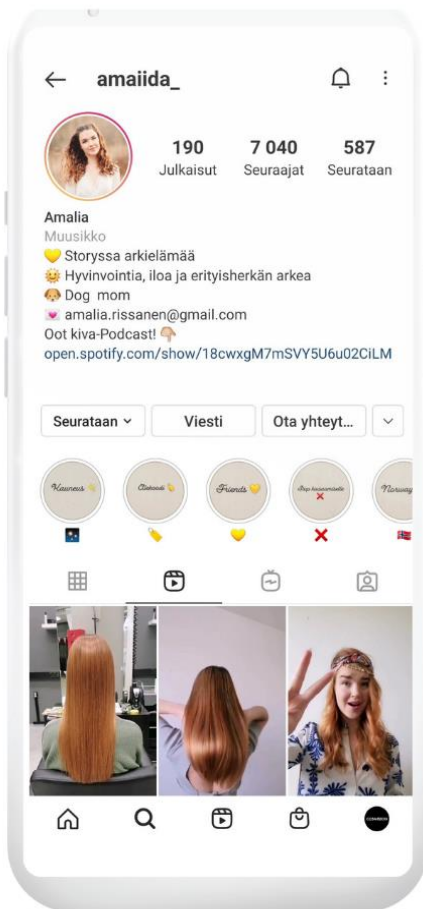 amaiida_
190 7 040 587
Julkaisut Seuraajat Seurataan
Amalia
Muusikko
💛 Storyssa arkielämää
🌞 Hyvinvointia, iloa ja erityisherkän arkea
🐶 Dog mom
💌 amalia.rissanen@gmail.com
Oot kiva-Podcast! 👇🏼
open.spotify.com/show/18cwxgM7mSVY5U6u02CiLM
Seurataan Viesti Ota yhteyt...
Kauneus Friends Norway